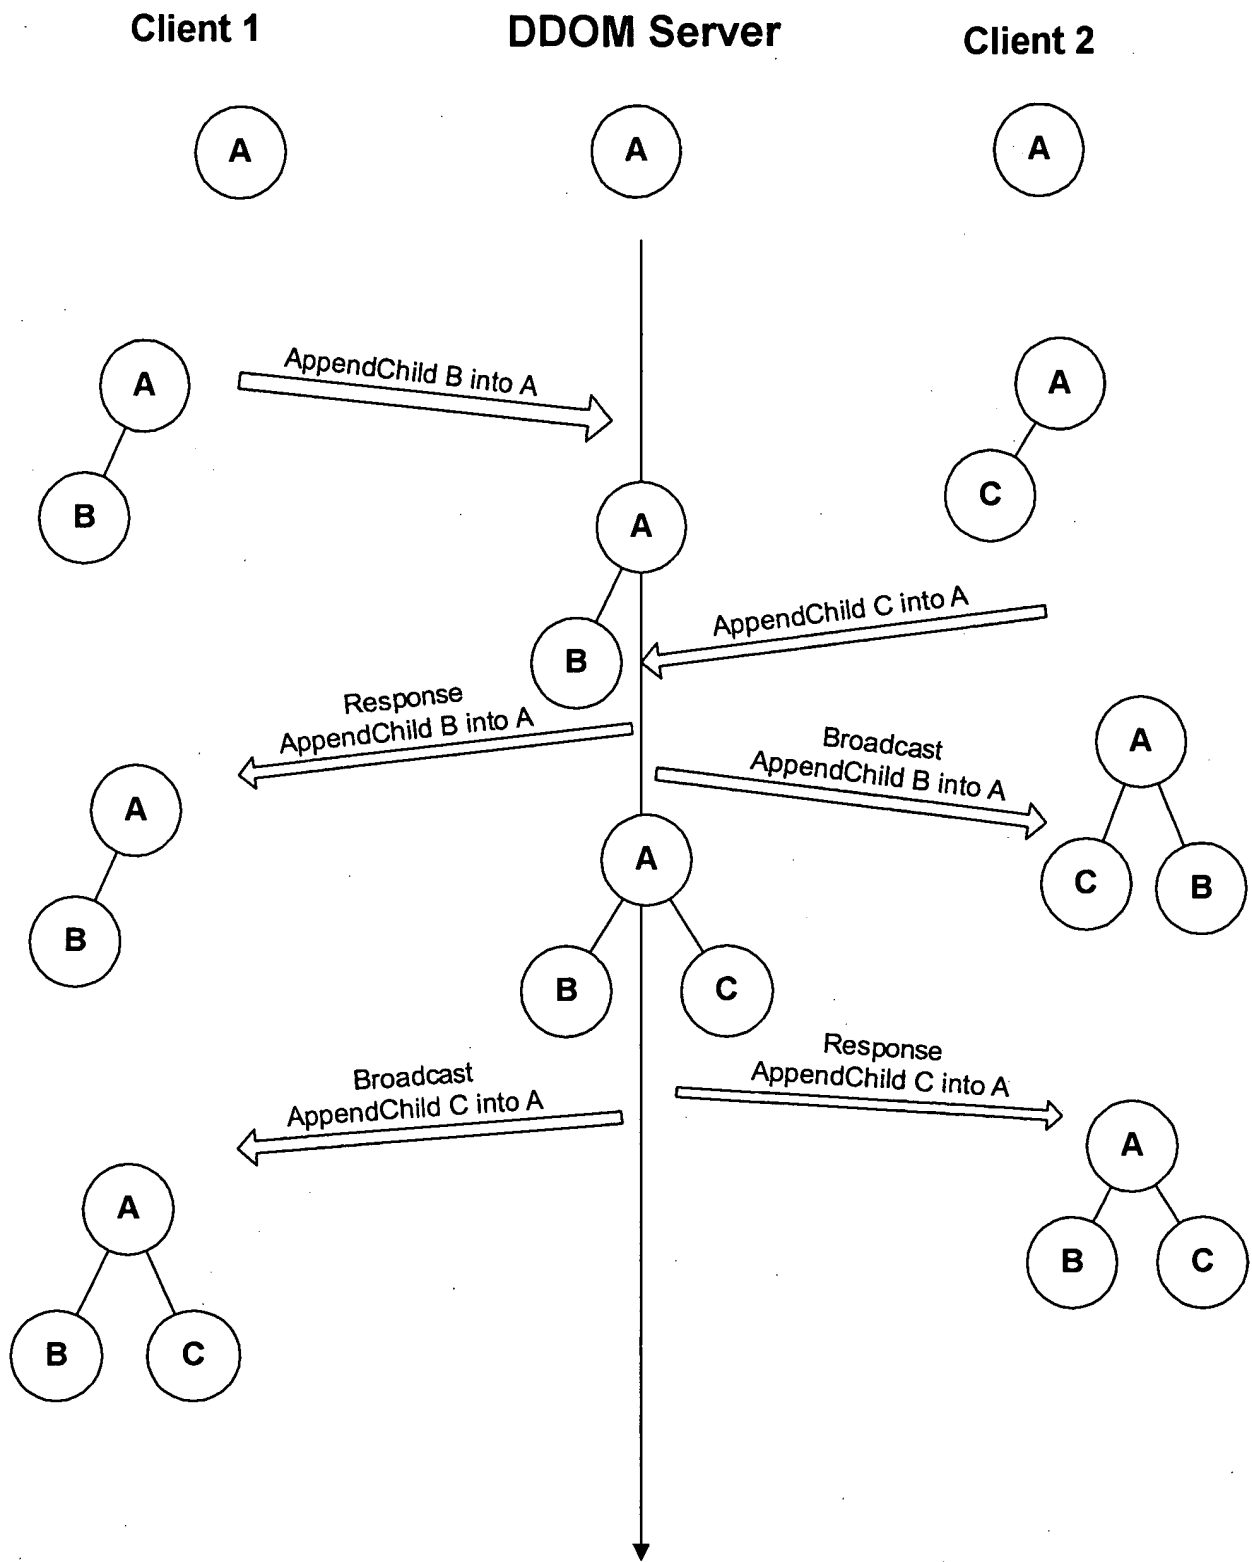 Client 1
DDOM Server
Client 2
A
A
A
AppendChild B into A
A
B
A
C
A
B
AppendChild C into A
Response
AppendChild B into A
Broadcast
AppendChild B into A
A
C
B
A
B
A
B
C
Broadcast
AppendChild C into A
Response
AppendChild C into A
A
B
C
A
B
C